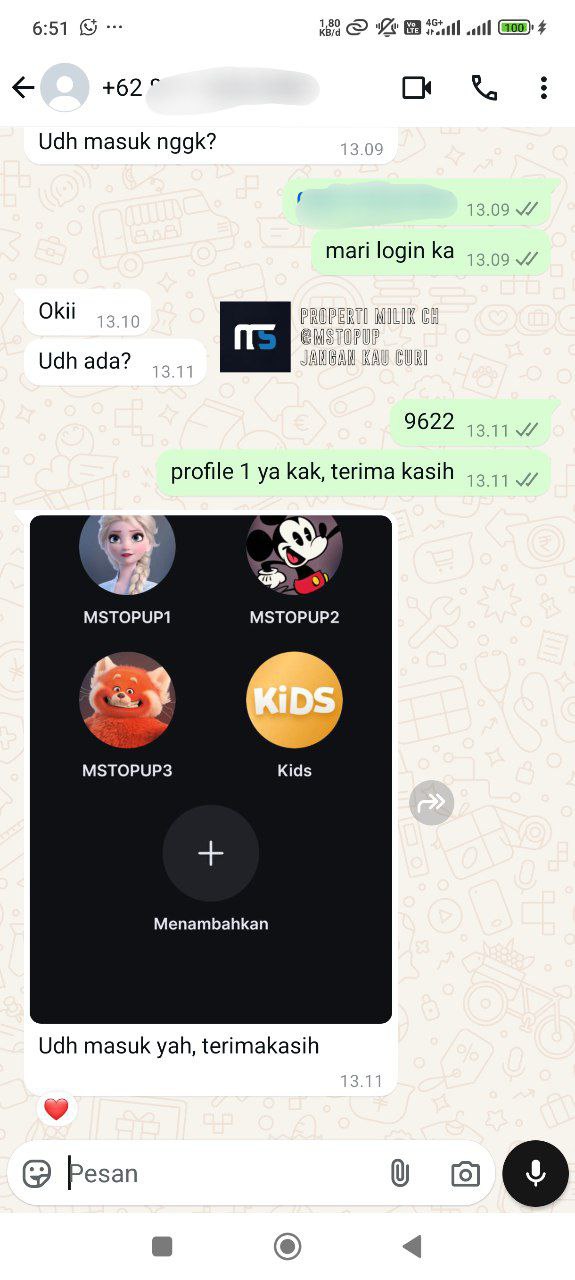 6:51
1,80
KB/d
Vo
LTE
4G+
100
+62
Udh masuk nggk?
13.09
13.09
mari login ka
13.09
Okii
13.10
Udh ada?
13.11
MS
PROPERTI MILIK CH
@MSTOPUP
JANGAN KAU CURI
9622
13.11
profile 1 ya kak, terima kasih
13.11
MSTOPUP1
MSTOPUP2
KiDS
MSTOPUP3
Kids
Menambahkan
Udh masuk yah, terimakasih
13.11
Pesan